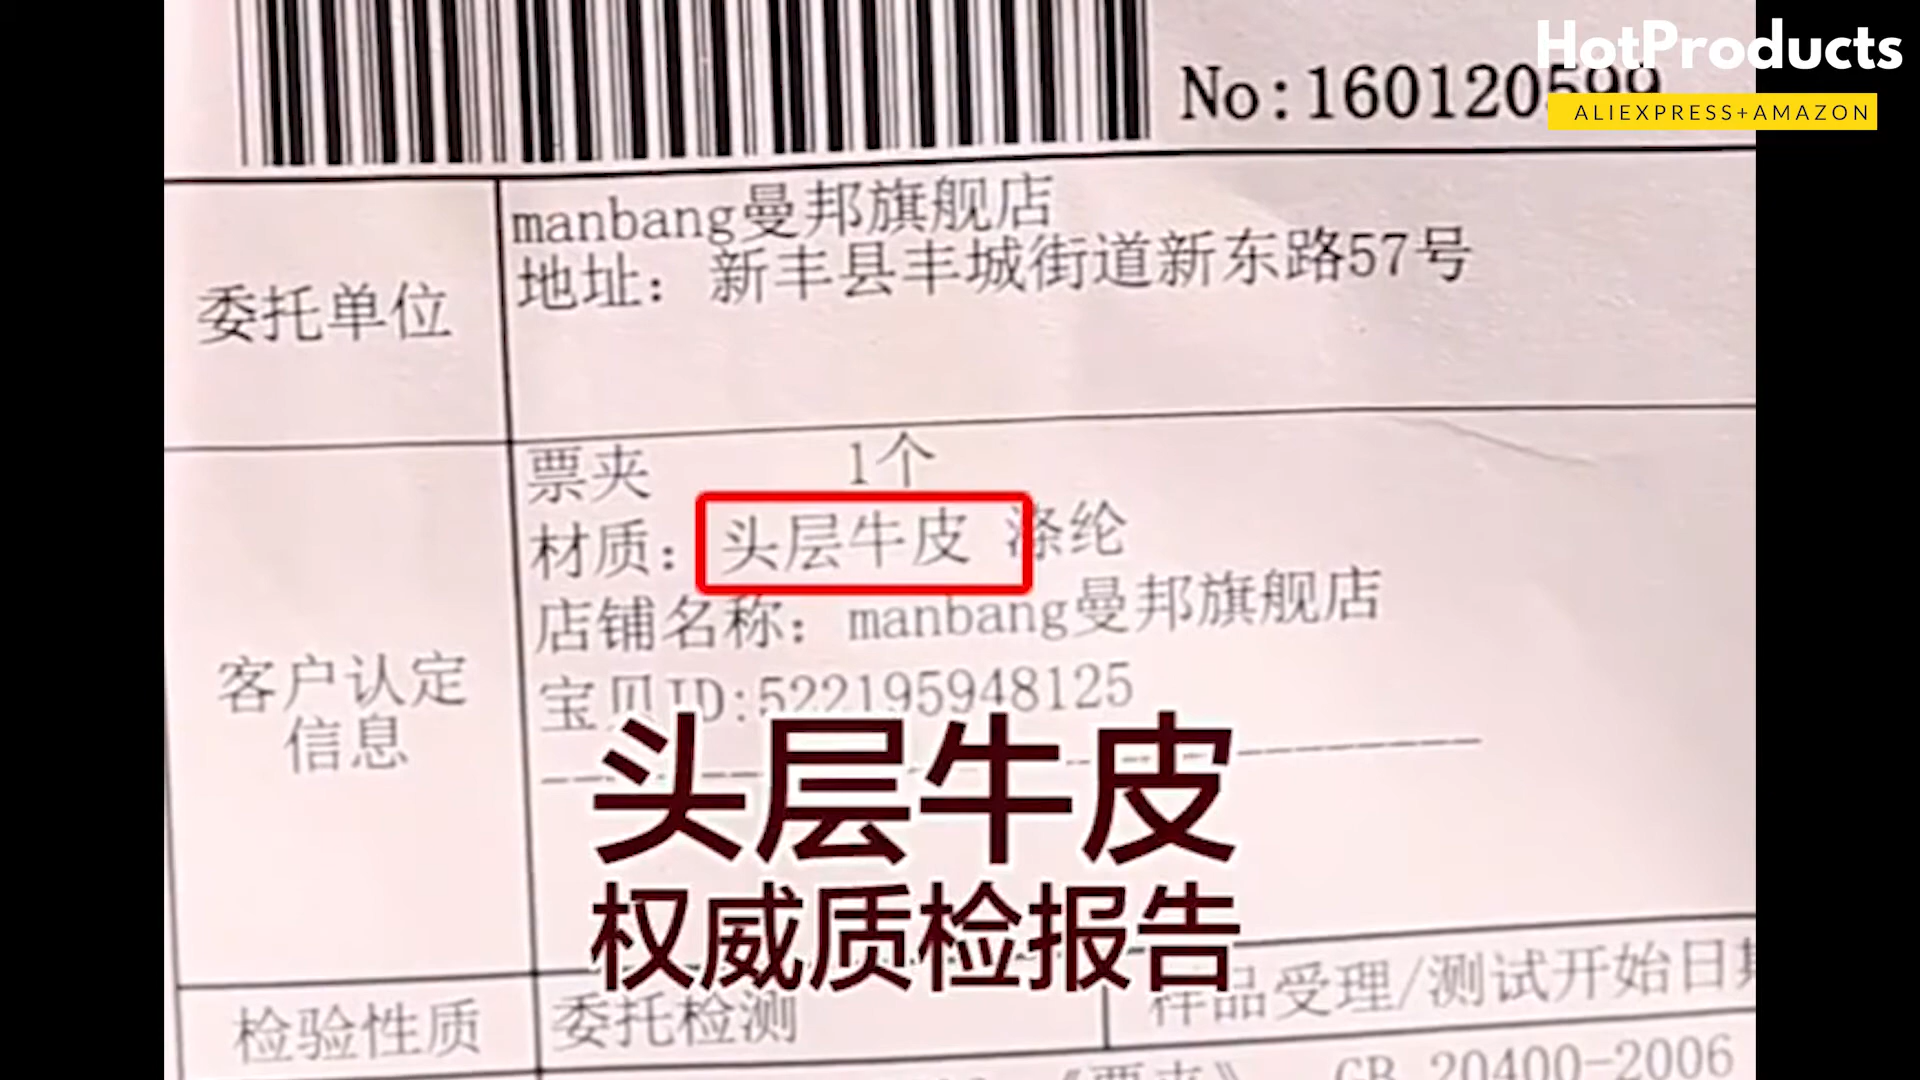 HotProducts
ALIEXPRESS+AMAZON
No:160120599
委托单位
manbang曼邦旗舰店
地址：新丰县丰城街道新东路57号
客户认定
信息
票夹 1个
材质：头层牛皮 涤纶
店铺名称：manbang曼邦旗舰店
宝贝ID:522195948125
头层牛皮
权威质检报告
检验性质
委托检测
样品受理/测试开始日期
《票夹》 GB 20400-2006